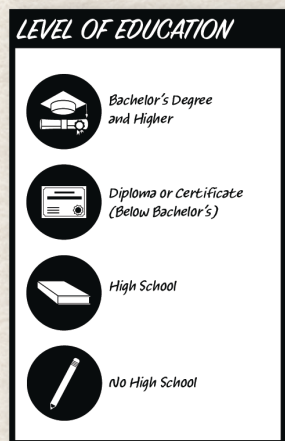 LEVEL OF EDUCATION
Bachelor's Degree
and Higher
Diploma or Certificate
(Below Bachelor's)
High School
No High School